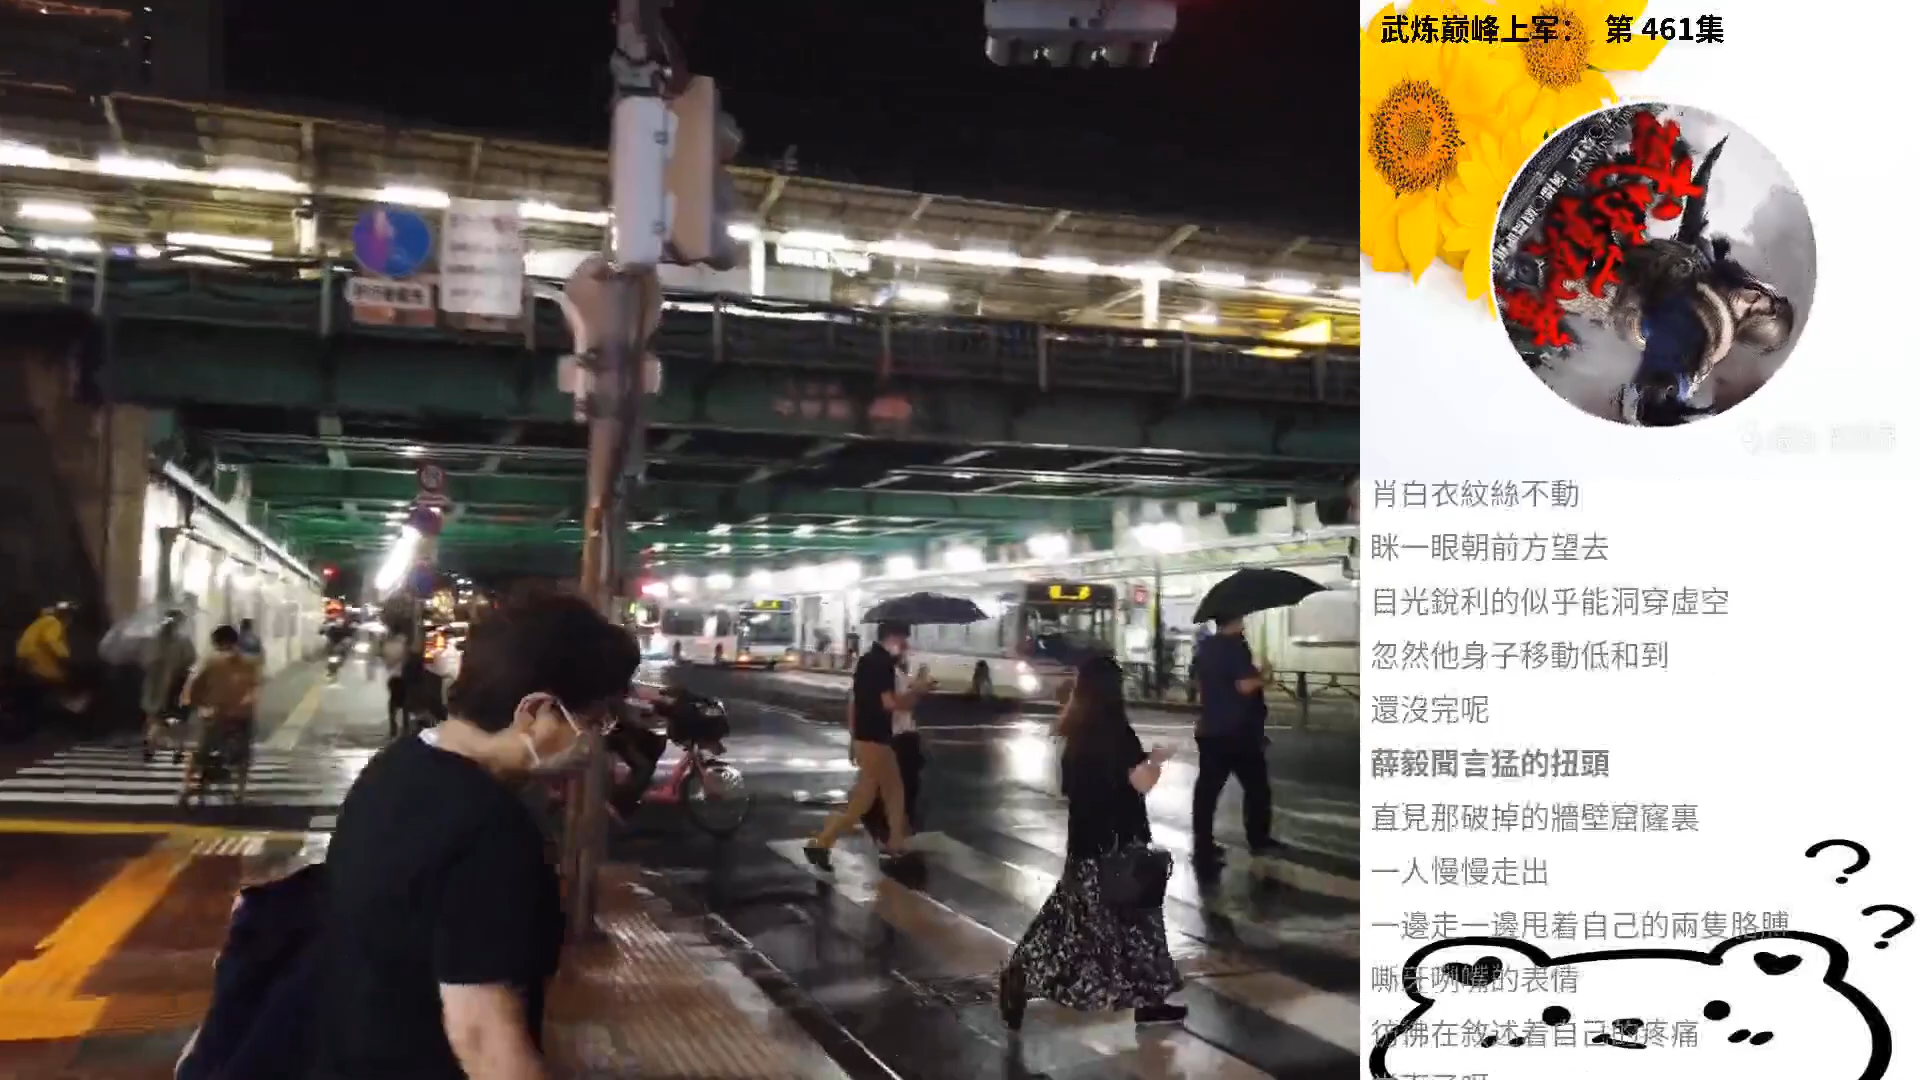 武炼巅峰上军： 第 461集
肖白衣紋絲不動
眯一眼朝前方望去
目光銳利的似乎能洞穿虛空
忽然他身子移動低和到
還沒完呢
薛毅聞言猛的扭頭
直見那破掉的牆壁窟窿裏
一人慢慢走出
一邊走一邊甩着自己的兩隻胳膊
嘶牙咧嘴的表情
彷彿在敘述着自己的疼痛